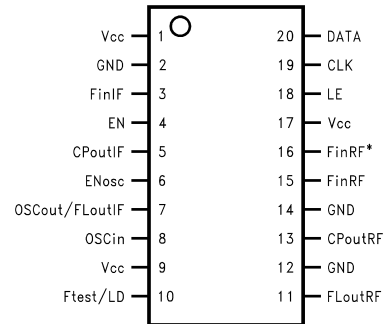 Vcc 1 20 DATA
GND 2 19 CLK
FinIF 3 18 LE
EN 4 17 Vcc
CPoutIF 5 16 FinRF*
ENosc 6 15 FinRF
OSCout/FLoutIF 7 14 GND
OSCin 8 13 CPoutRF
Vcc 9 12 GND
Ftest/LD 10 11 FLoutRF